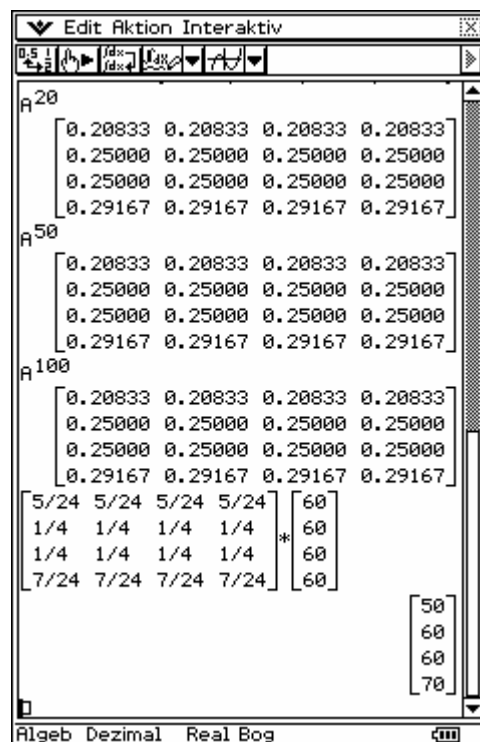 Edit Aktion Interaktiv
A^20
[0.20833 0.20833 0.20833 0.20833]
[0.25000 0.25000 0.25000 0.25000]
[0.25000 0.25000 0.25000 0.25000]
[0.29167 0.29167 0.29167 0.29167]
A^50
[0.20833 0.20833 0.20833 0.20833]
[0.25000 0.25000 0.25000 0.25000]
[0.25000 0.25000 0.25000 0.25000]
[0.29167 0.29167 0.29167 0.29167]
A^100
[0.20833 0.20833 0.20833 0.20833]
[0.25000 0.25000 0.25000 0.25000]
[0.25000 0.25000 0.25000 0.25000]
[0.29167 0.29167 0.29167 0.29167]
[5/24 5/24 5/24 5/24] [60]
[1/4 1/4 1/4 1/4] * [60]
[1/4 1/4 1/4 1/4] [60]
[7/24 7/24 7/24 7/24] [60]
[50]
[60]
[60]
[70]
Algeb Dezimal Real Bog